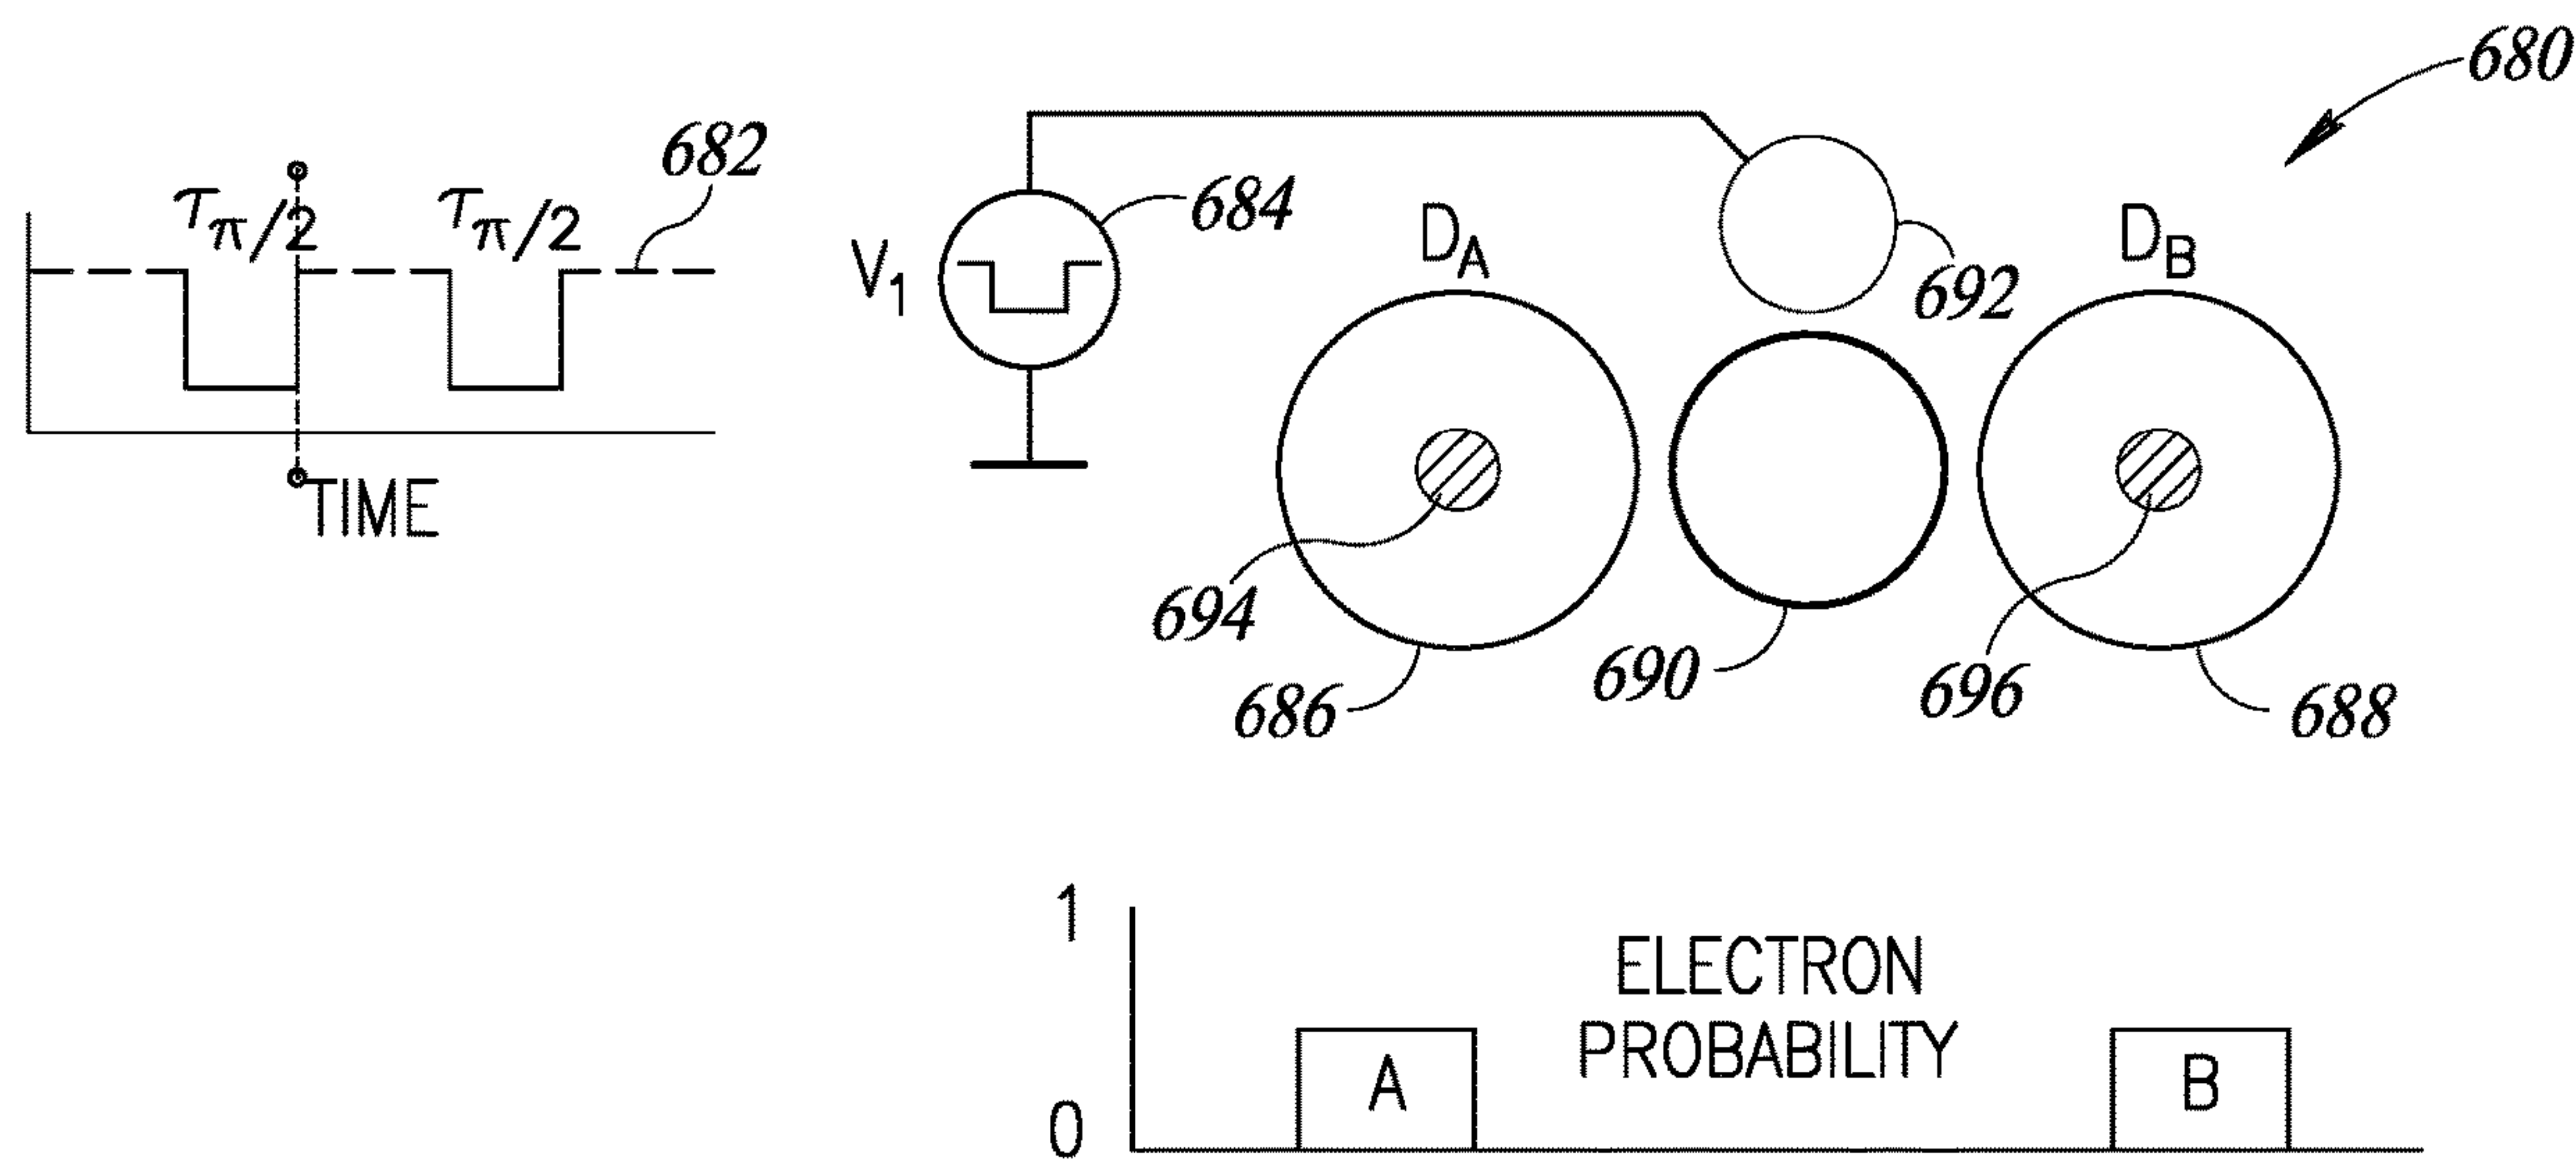 680
682
τπ/2 τπ/2
684
V1
DA
DB
692
TIME
694
690
696
686
688
1
ELECTRON
PROBABILITY
A
B
0